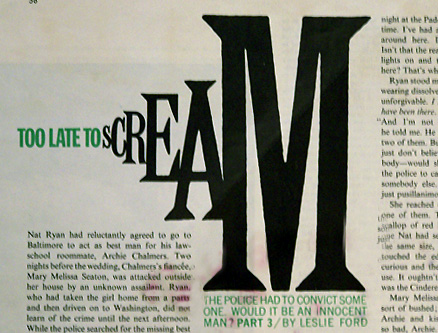 TOO LATE TO SCREAM
Nat Ryan had reluctantly agreed to go to
Baltimore to act as best man for his law-
school roommate, Archie Chalmers. Two
nights before the wedding, Chalmers's fiancée,
Mary Melissa Seaton, was attacked outside
her house by an unknown assailant. Ryan,
who had taken the girl home from a party
and then driven on to Washington, did not
learn of the crime until the next afternoon.
While the police searched for the missing best
THE POLICE HAD TO CONVICT SOME
ONE. WOULD IT BE AN INNOCENT
MAN? PART 3 / BY LESLIE FORD
night at the Pad
time. I've had
around here. I
Isn't that the rea
lights on and
here? That's wh
Ryan stood m
wearing dissolve
unforgivable. I
have been there.
"And I'm not
he told me. He
two of them. Bu
just don't belie
body—would s
the police to ca
somebody else.
just pusillanimo
She reached
one of them. T
scallop of red
Nat had s
the same size,
touched the ed
curious and the
use. It oughtn't
was the Cindere
Mary Meliss
sort of busted,
Archie and ki
so bad, Archie